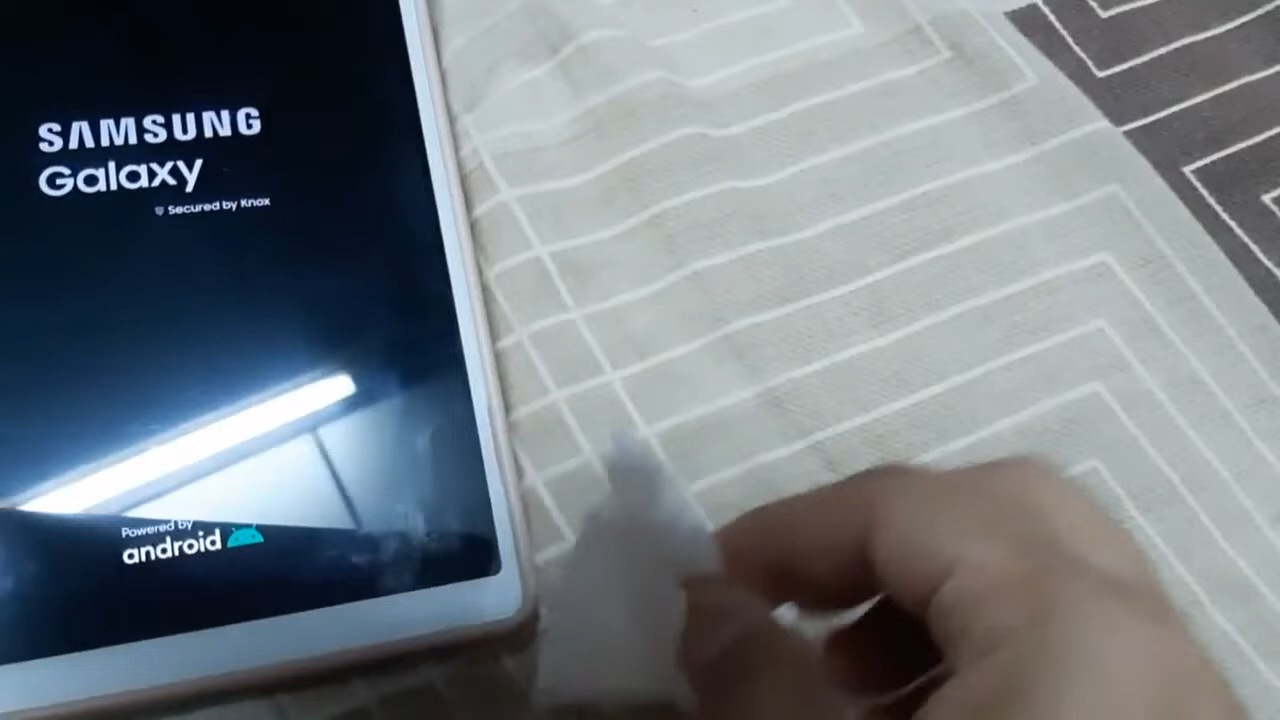 SAMSUNG
Galaxy
Secured by Knox
Powered by
android